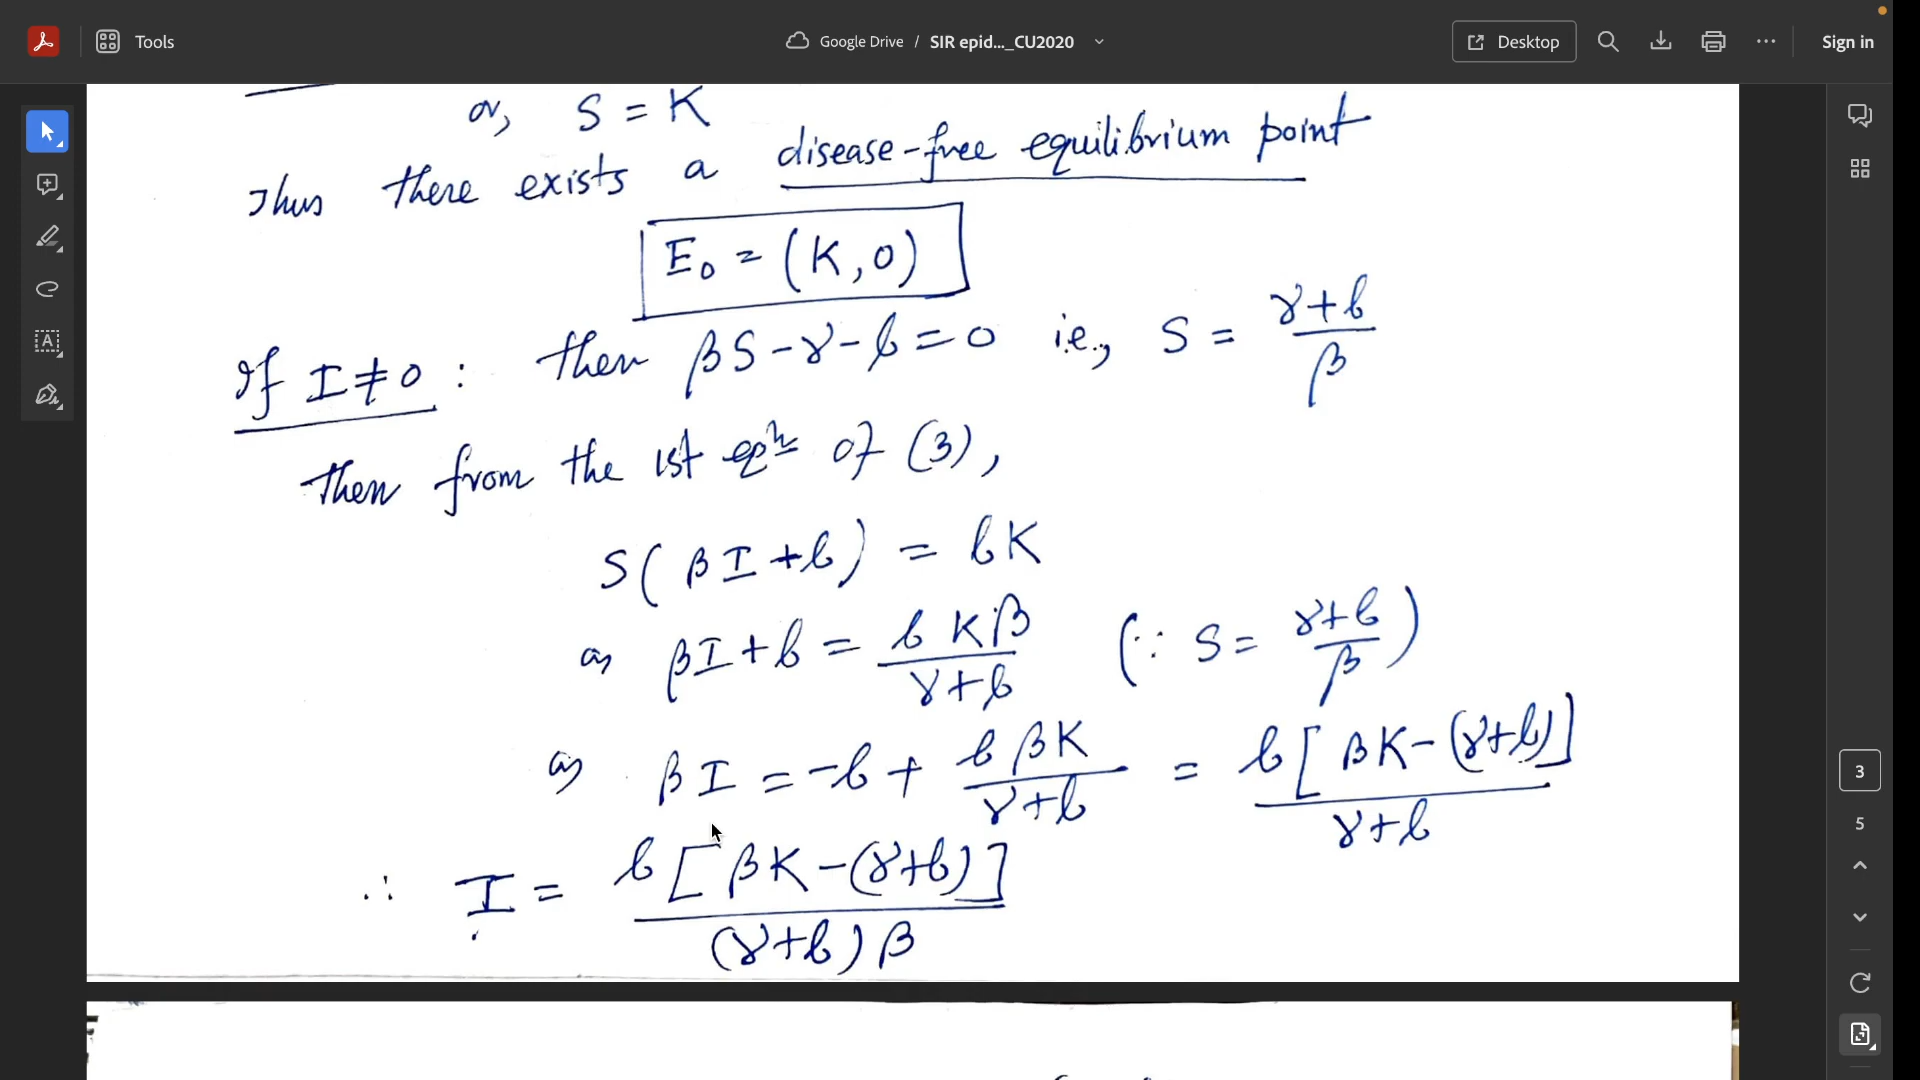 Tools
Google Drive / SIR epid..._CU2020
Desktop
Sign in
or, S = K
Thus there exists a disease-free equilibrium point
E₀ = (K, 0)
If I ≠ 0 : then βS - γ - b = 0 i.e., S = (γ+b)/β
Then from the 1st eqn of (3),
S(βI + b) = bK
or βI + b = bKβ/(γ+b) (∵ S = (γ+b)/β)
or βI = -b + bβK/(γ+b) = b[βK-(γ+b)]/(γ+b)
∴ I = b[βK-(γ+b)]/((γ+b)β)
3
5